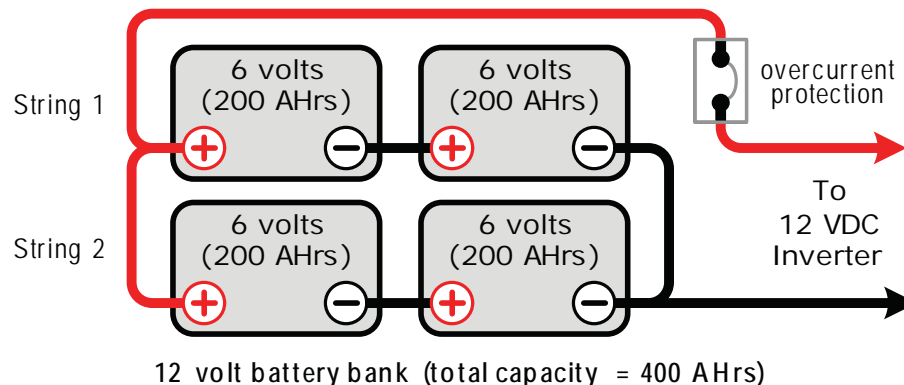 String 1
6 volts
(200 AHrs)
6 volts
(200 AHrs)
overcurrent
protection
+
−
+
−
To
12 VDC
Inverter
String 2
6 volts
(200 AHrs)
6 volts
(200 AHrs)
+
−
+
−
12 volt battery bank (total capacity = 400 AHrs)